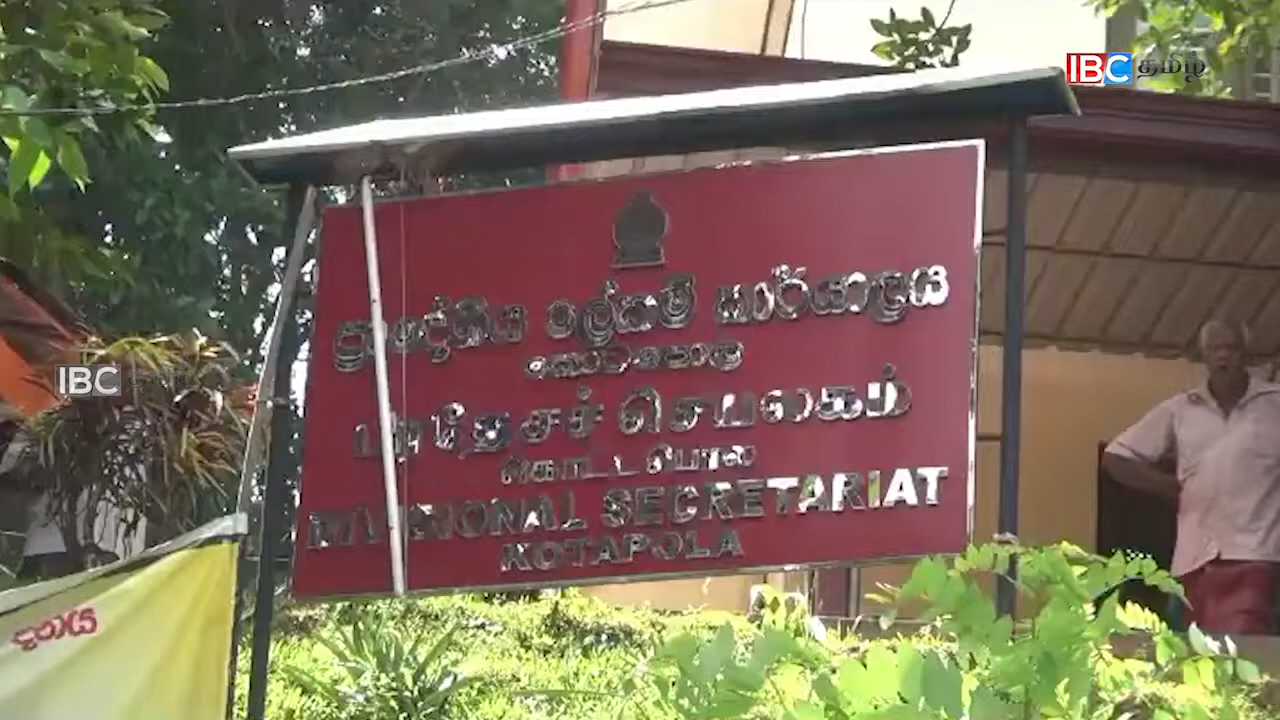 IBC தமிழ்
ප්‍රාදේශීය ලේකම් කාර්යාලය
කොටපොල
பிரதேசச் செயலகம்
கொட்டபொல
DIVISIONAL SECRETARIAT
KOTAPOLA
IBC